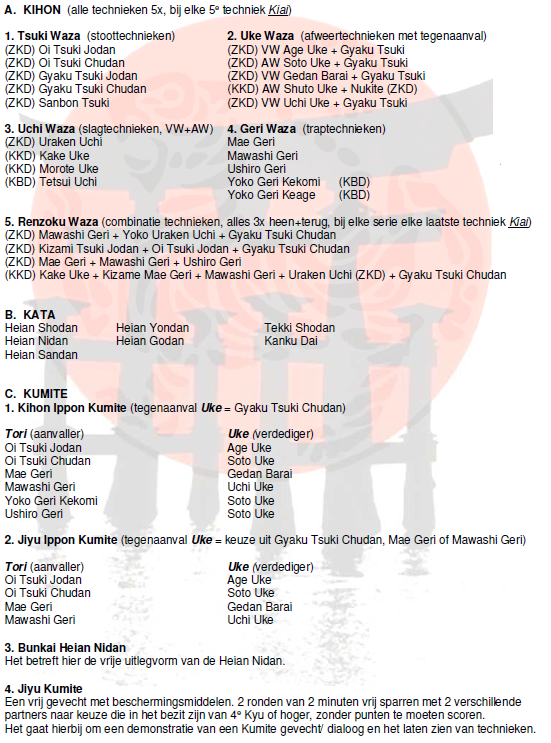 A. KIHON (alle technieken 5x, bij elke 5e techniek Kiai)
1. Tsuki Waza (stoottechnieken)
(ZKD) Oi Tsuki Jodan
(ZKD) Oi Tsuki Chudan
(ZKD) Gyaku Tsuki Jodan
(ZKD) Gyaku Tsuki Chudan
(ZKD) Sanbon Tsuki
2. Uke Waza (afweertechnieken met tegenaanval)
(ZKD) VW Age Uke + Gyaku Tsuki
(ZKD) AW Soto Uke + Gyaku Tsuki
(ZKD) VW Gedan Barai + Gyaku Tsuki
(KKD) AW Shuto Uke + Nukite (ZKD)
(ZKD) VW Uchi Uke + Gyaku Tsuki
3. Uchi Waza (slagtechnieken, VW+AW)
(ZKD) Uraken Uchi
(KKD) Kake Uke
(KKD) Morote Uke
(KBD) Tetsui Uchi
4. Geri Waza (traptechnieken)
Mae Geri
Mawashi Geri
Ushiro Geri
Yoko Geri Kekomi (KBD)
Yoko Geri Keage (KBD)
5. Renzoku Waza (combinatie technieken, alles 3x heen+terug, bij elke serie elke laatste techniek Kiai)
(ZKD) Mawashi Geri + Yoko Uraken Uchi + Gyaku Tsuki Chudan
(ZKD) Kizami Tsuki Jodan + Oi Tsuki Jodan + Gyaku Tsuki Chudan
(ZKD) Mae Geri + Mawashi Geri + Ushiro Geri
(KKD) Kake Uke + Kizame Mae Geri + Mawashi Geri + Uraken Uchi (ZKD) + Gyaku Tsuki Chudan
B. KATA
Heian Shodan Heian Yondan Tekki Shodan
Heian Nidan Heian Godan Kanku Dai
Heian Sandan
C. KUMITE
1. Kihon Ippon Kumite (tegenaanval Uke = Gyaku Tsuki Chudan)
Tori (aanvaller) Uke (verdediger)
Oi Tsuki Jodan Age Uke
Oi Tsuki Chudan Soto Uke
Mae Geri Gedan Barai
Mawashi Geri Uchi Uke
Yoko Geri Kekomi Soto Uke
Ushiro Geri Soto Uke
2. Jiyu Ippon Kumite (tegenaanval Uke = keuze uit Gyaku Tsuki Chudan, Mae Geri of Mawashi Geri)
Tori (aanvaller) Uke (verdediger)
Oi Tsuki Jodan Age Uke
Oi Tsuki Chudan Soto Uke
Mae Geri Gedan Barai
Mawashi Geri Uchi Uke
3. Bunkai Heian Nidan
Het betreft hier de vrije uitlegvorm van de Heian Nidan.
4. Jiyu Kumite
Een vrij gevecht met beschermingsmiddelen. 2 ronden van 2 minuten vrij sparren met 2 verschillende
partners naar keuze die in het bezit zijn van 4e Kyu of hoger, zonder punten te moeten scoren.
Het gaat hierbij om een demonstratie van een Kumite gevecht/ dialoog en het laten zien van technieken.